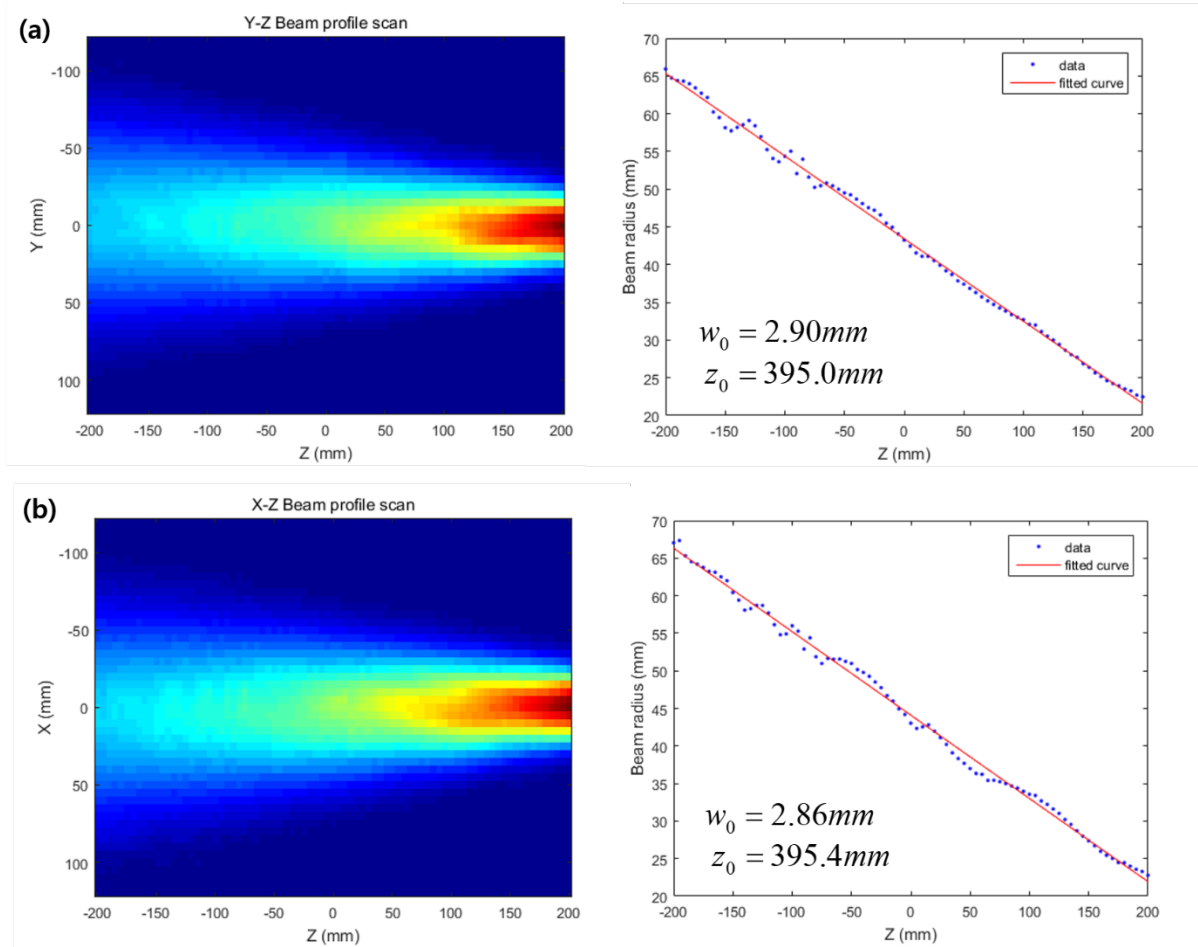 (a)
Y-Z Beam profile scan
Y (mm)
-100
-50
0
50
100
-200 -150 -100 -50 0 50 100 150 200
Z (mm)
70
65
60
55
50
45
40
35
30
25
20
Beam radius (mm)
data
fitted curve
w₀ = 2.90mm
z₀ = 395.0mm
-200 -150 -100 -50 0 50 100 150 200
Z (mm)
(b)
X-Z Beam profile scan
X (mm)
-100
-50
0
50
100
-200 -150 -100 -50 0 50 100 150 200
Z (mm)
70
65
60
55
50
45
40
35
30
25
20
Beam radius (mm)
data
fitted curve
w₀ = 2.86mm
z₀ = 395.4mm
-200 -150 -100 -50 0 50 100 150 200
Z (mm)